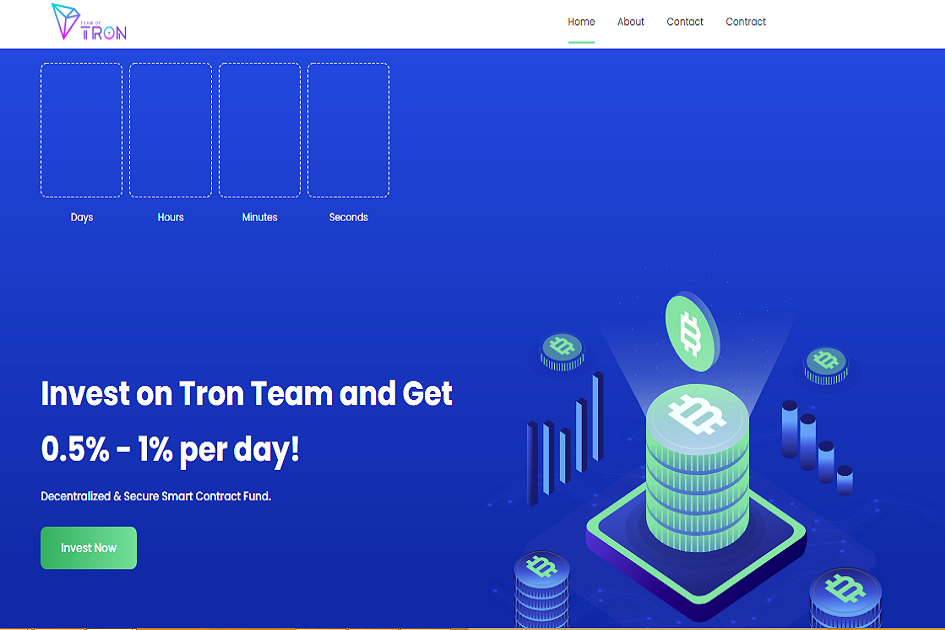 TEAM OF
TRON
Home About Contact Contract
Days Hours Minutes Seconds
Invest on Tron Team and Get
0.5% - 1% per day!
Decentralized & Secure Smart Contract Fund.
Invest Now